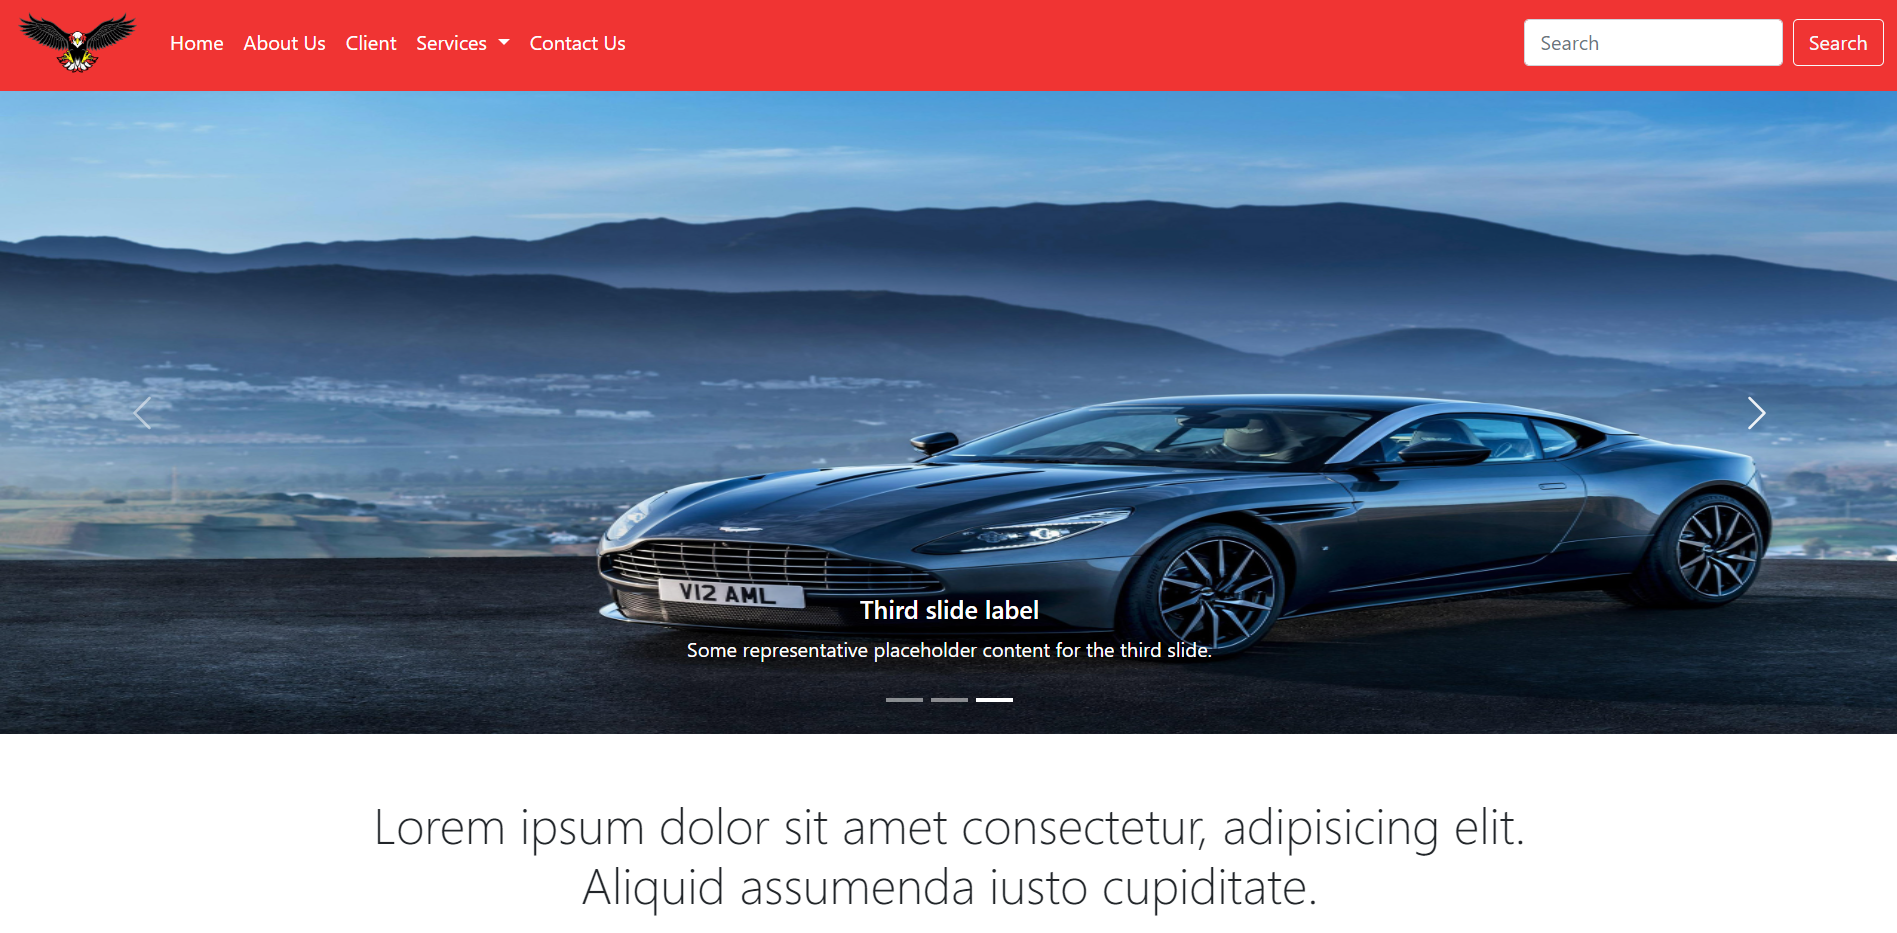 Home About Us Client Services Contact Us Search Search
V12 AML
Third slide label
Some representative placeholder content for the third slide.
Lorem ipsum dolor sit amet consectetur, adipisicing elit.
Aliquid assumenda iusto cupiditate.